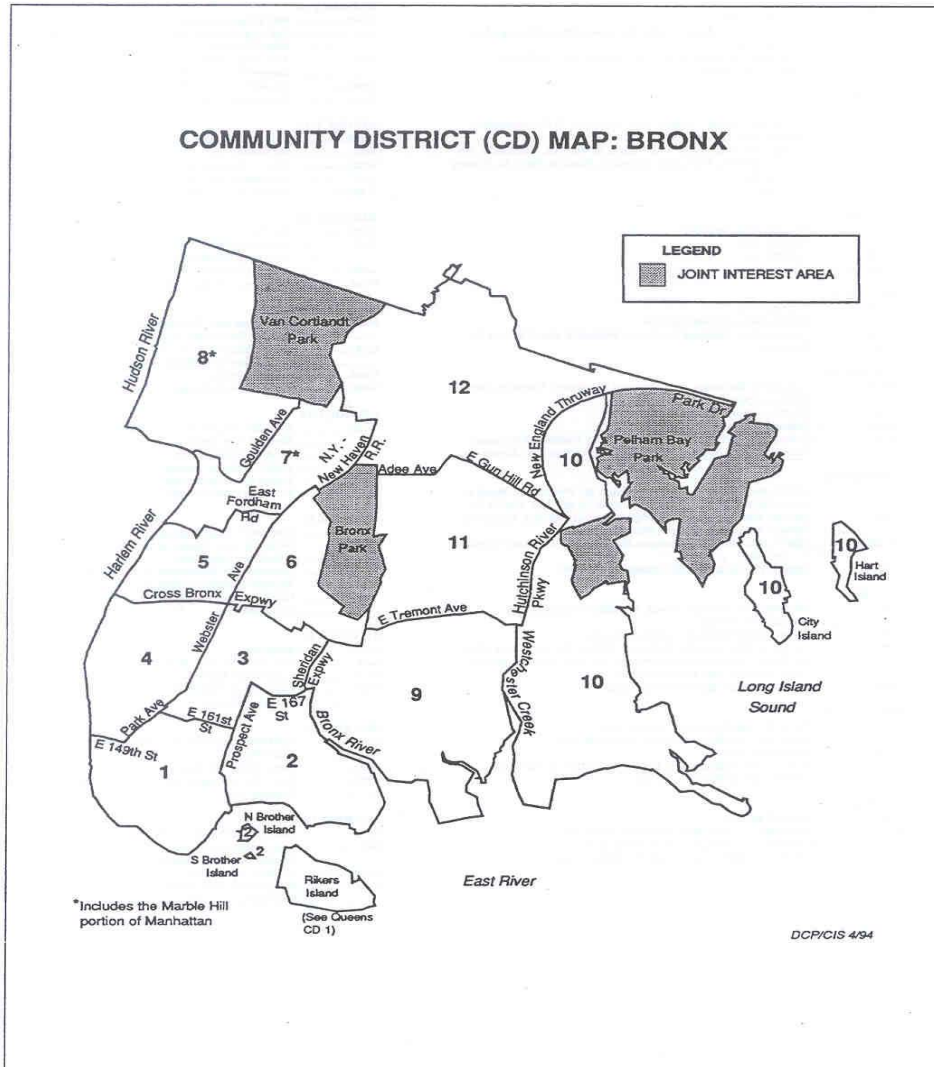 COMMUNITY DISTRICT (CD) MAP: BRONX
LEGEND
JOINT INTEREST AREA
Van Cortlandt
Park
Hudson River
8*
12
Goulden Ave
7*
N.Y. -
New Haven
R.R.
Adee Ave
E Gun Hill Rd
New England Thruway
10
Park Dr
Pelham Bay
Park
East
Fordham
Rd
Bronx
Park
Harlem River
5
6
11
Hutchinson River
Pkwy
10
Hart
Island
10
City
Island
Cross Bronx Expwy
Webster Ave
E Tremont Ave
4
3
Sheridan
Expwy
9
Westchester Creek
10
Long Island
Sound
Park Ave
E 161st
St
E 167
St
Prospect Ave
Bronx River
E 149th St
1
2
N Brother
Island
2
S Brother
Island
2
Rikers
Island
(See Queens
CD 1)
East River
*Includes the Marble Hill
portion of Manhattan
DCP/CIS 4/94